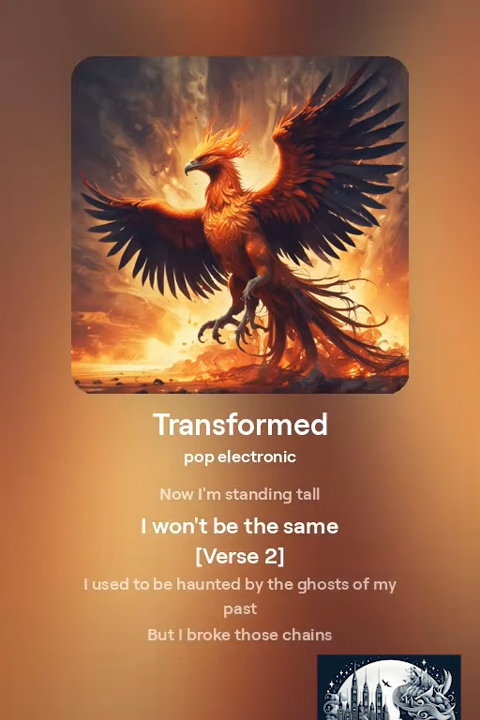 Transformed
pop electronic
Now I'm standing tall
I won't be the same
[Verse 2]
I used to be haunted by the ghosts of my
past
But I broke those chains